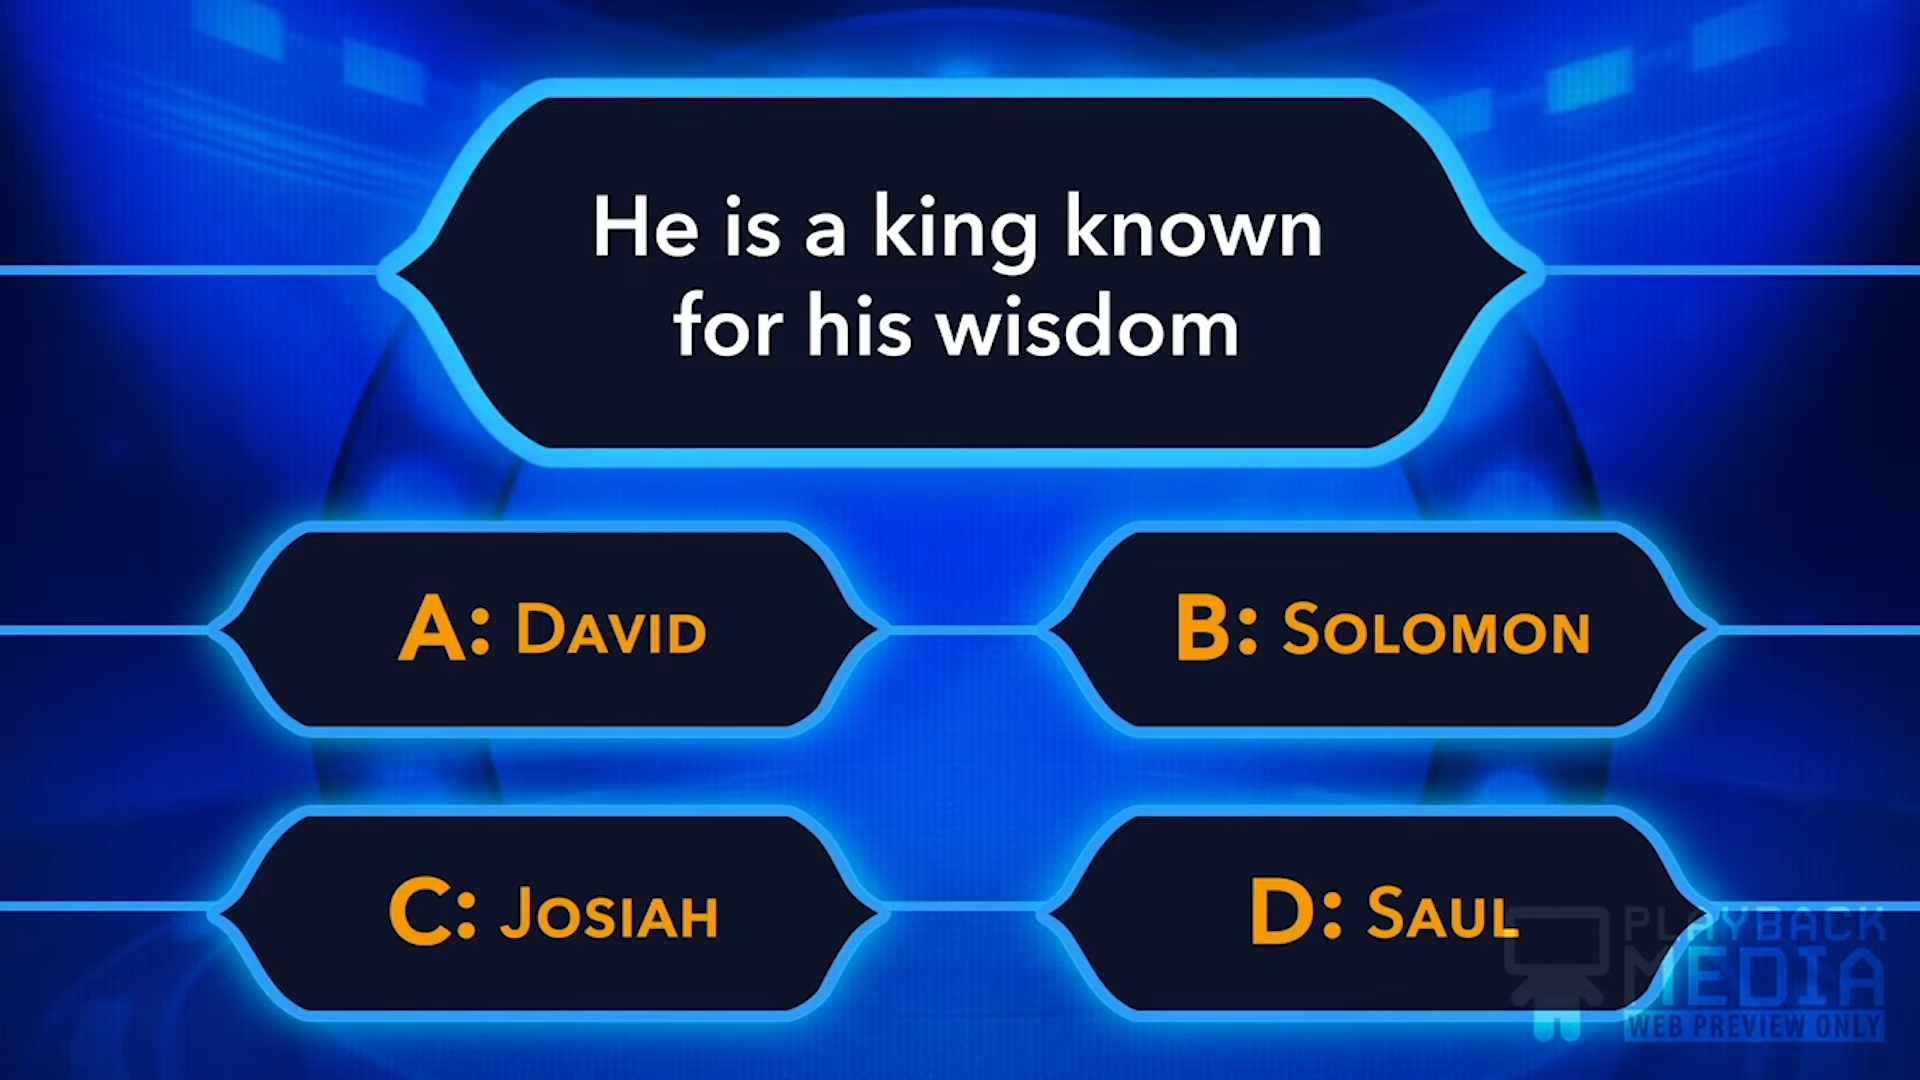 He is a king known
for his wisdom
A: David
B: Solomon
C: Josiah
D: Saul
PLAYBACK
MEDIA
WEB PREVIEW ONLY